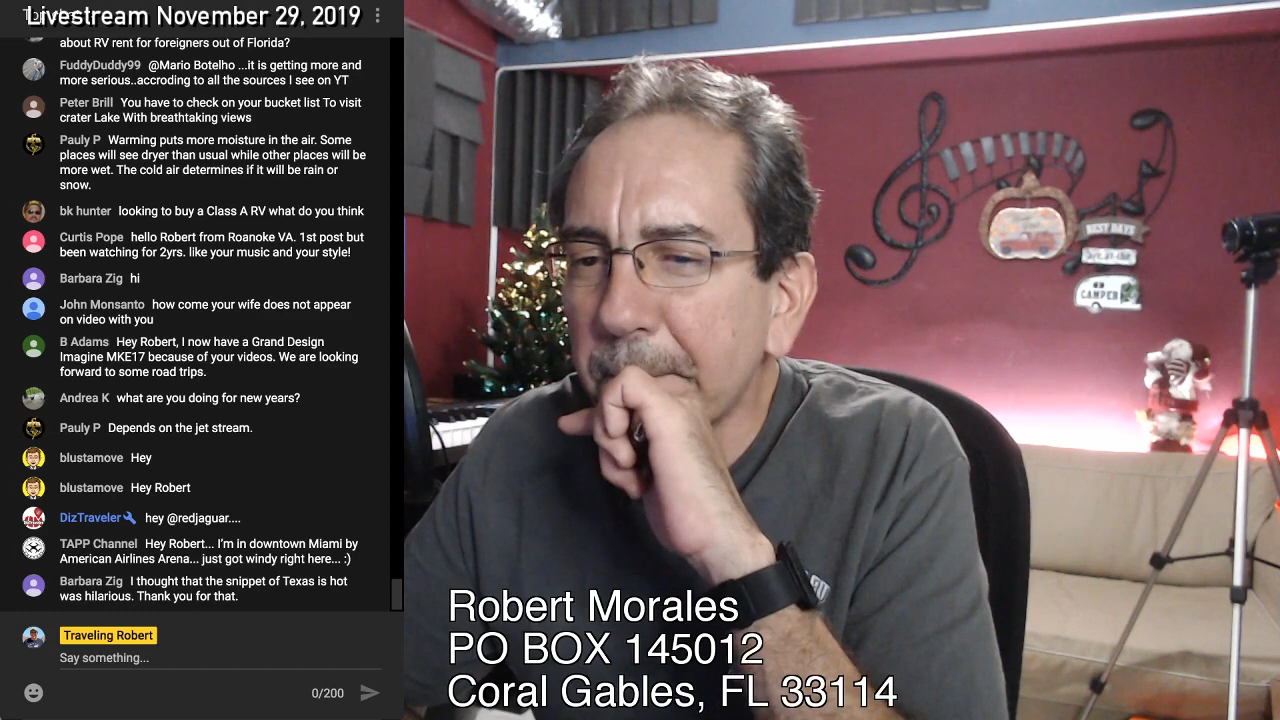 Livestream November 29, 2019
about RV rent for foreigners out of Florida?
FuddyDuddy99 @Mario Botelho ...it is getting more and
more serious..accroding to all the sources I see on YT
Peter Brill You have to check on your bucket list To visit
crater Lake With breathtaking views
Pauly P Warming puts more moisture in the air. Some
places will see dryer than usual while other places will be
more wet. The cold air determines if it will be rain or
snow.
bk hunter looking to buy a Class A RV what do you think
Curtis Pope hello Robert from Roanoke VA. 1st post but
been watching for 2yrs. like your music and your style!
Barbara Zig hi
John Monsanto how come your wife does not appear
on video with you
B Adams Hey Robert, I now have a Grand Design
Imagine MKE17 because of your videos. We are looking
forward to some road trips.
Andrea K what are you doing for new years?
Pauly P Depends on the jet stream.
blustamove Hey
blustamove Hey Robert
DizTraveler hey @redjaguar....
TAPP Channel Hey Robert... I'm in downtown Miami by
American Airlines Arena... just got windy right here... :)
Barbara Zig I thought that the snippet of Texas is hot
was hilarious. Thank you for that.
Traveling Robert
Say something...
0/200
BEST DAYS
CAMPER
Robert Morales
PO BOX 145012
Coral Gables, FL 33114